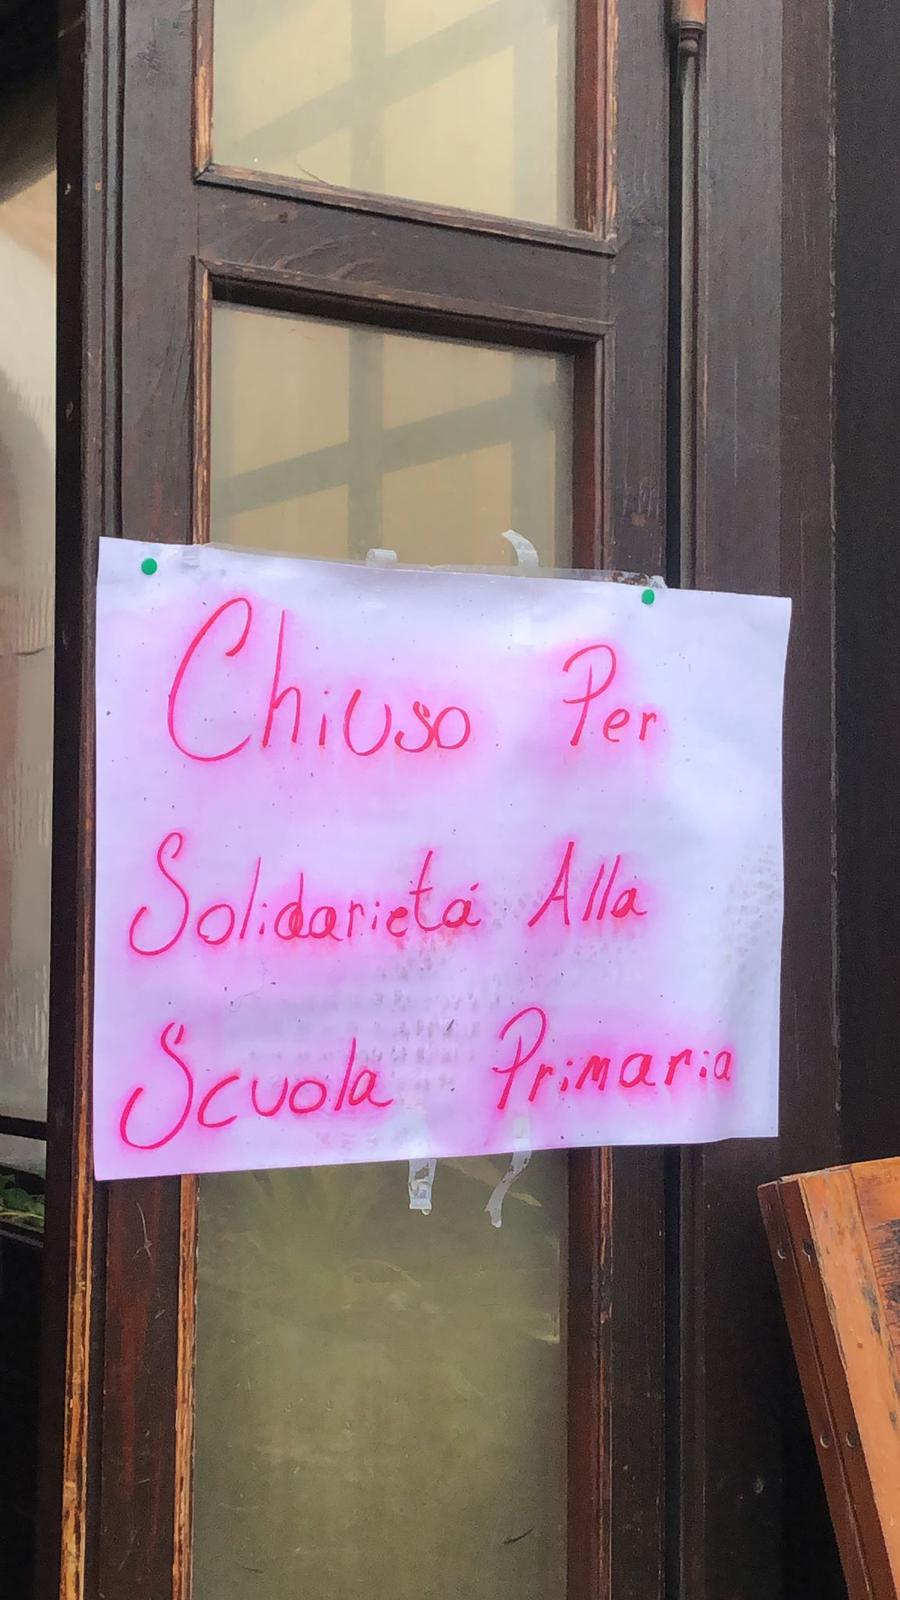 Chiuso Per
Solidarietá Alla
Scuola Primaria